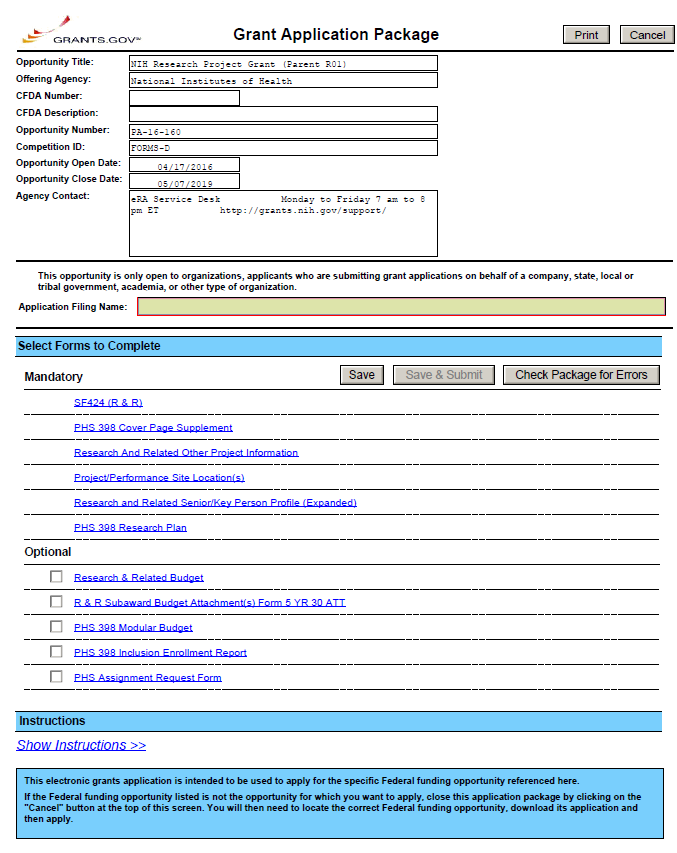 GRANTS.GOV℠
Grant Application Package
Print
Cancel
Opportunity Title:
NIH Research Project Grant (Parent R01)
Offering Agency:
National Institutes of Health
CFDA Number:
CFDA Description:
Opportunity Number:
PA-16-160
Competition ID:
FORMS-D
Opportunity Open Date:
04/17/2016
Opportunity Close Date:
05/07/2019
Agency Contact:
eRA Service Desk Monday to Friday 7 am to 8
pm ET http://grants.nih.gov/support/
This opportunity is only open to organizations, applicants who are submitting grant applications on behalf of a company, state, local or
tribal government, academia, or other type of organization.
Application Filing Name:
Select Forms to Complete
Mandatory
Save
Save & Submit
Check Package for Errors
SF424 (R & R)
PHS 398 Cover Page Supplement
Research And Related Other Project Information
Project/Performance Site Location(s)
Research and Related Senior/Key Person Profile (Expanded)
PHS 398 Research Plan
Optional
Research & Related Budget
R & R Subaward Budget Attachment(s) Form 5 YR 30 ATT
PHS 398 Modular Budget
PHS 398 Inclusion Enrollment Report
PHS Assignment Request Form
Instructions
Show Instructions >>
This electronic grants application is intended to be used to apply for the specific Federal funding opportunity referenced here.
If the Federal funding opportunity listed is not the opportunity for which you want to apply, close this application package by clicking on the
"Cancel" button at the top of this screen. You will then need to locate the correct Federal funding opportunity, download its application and
then apply.